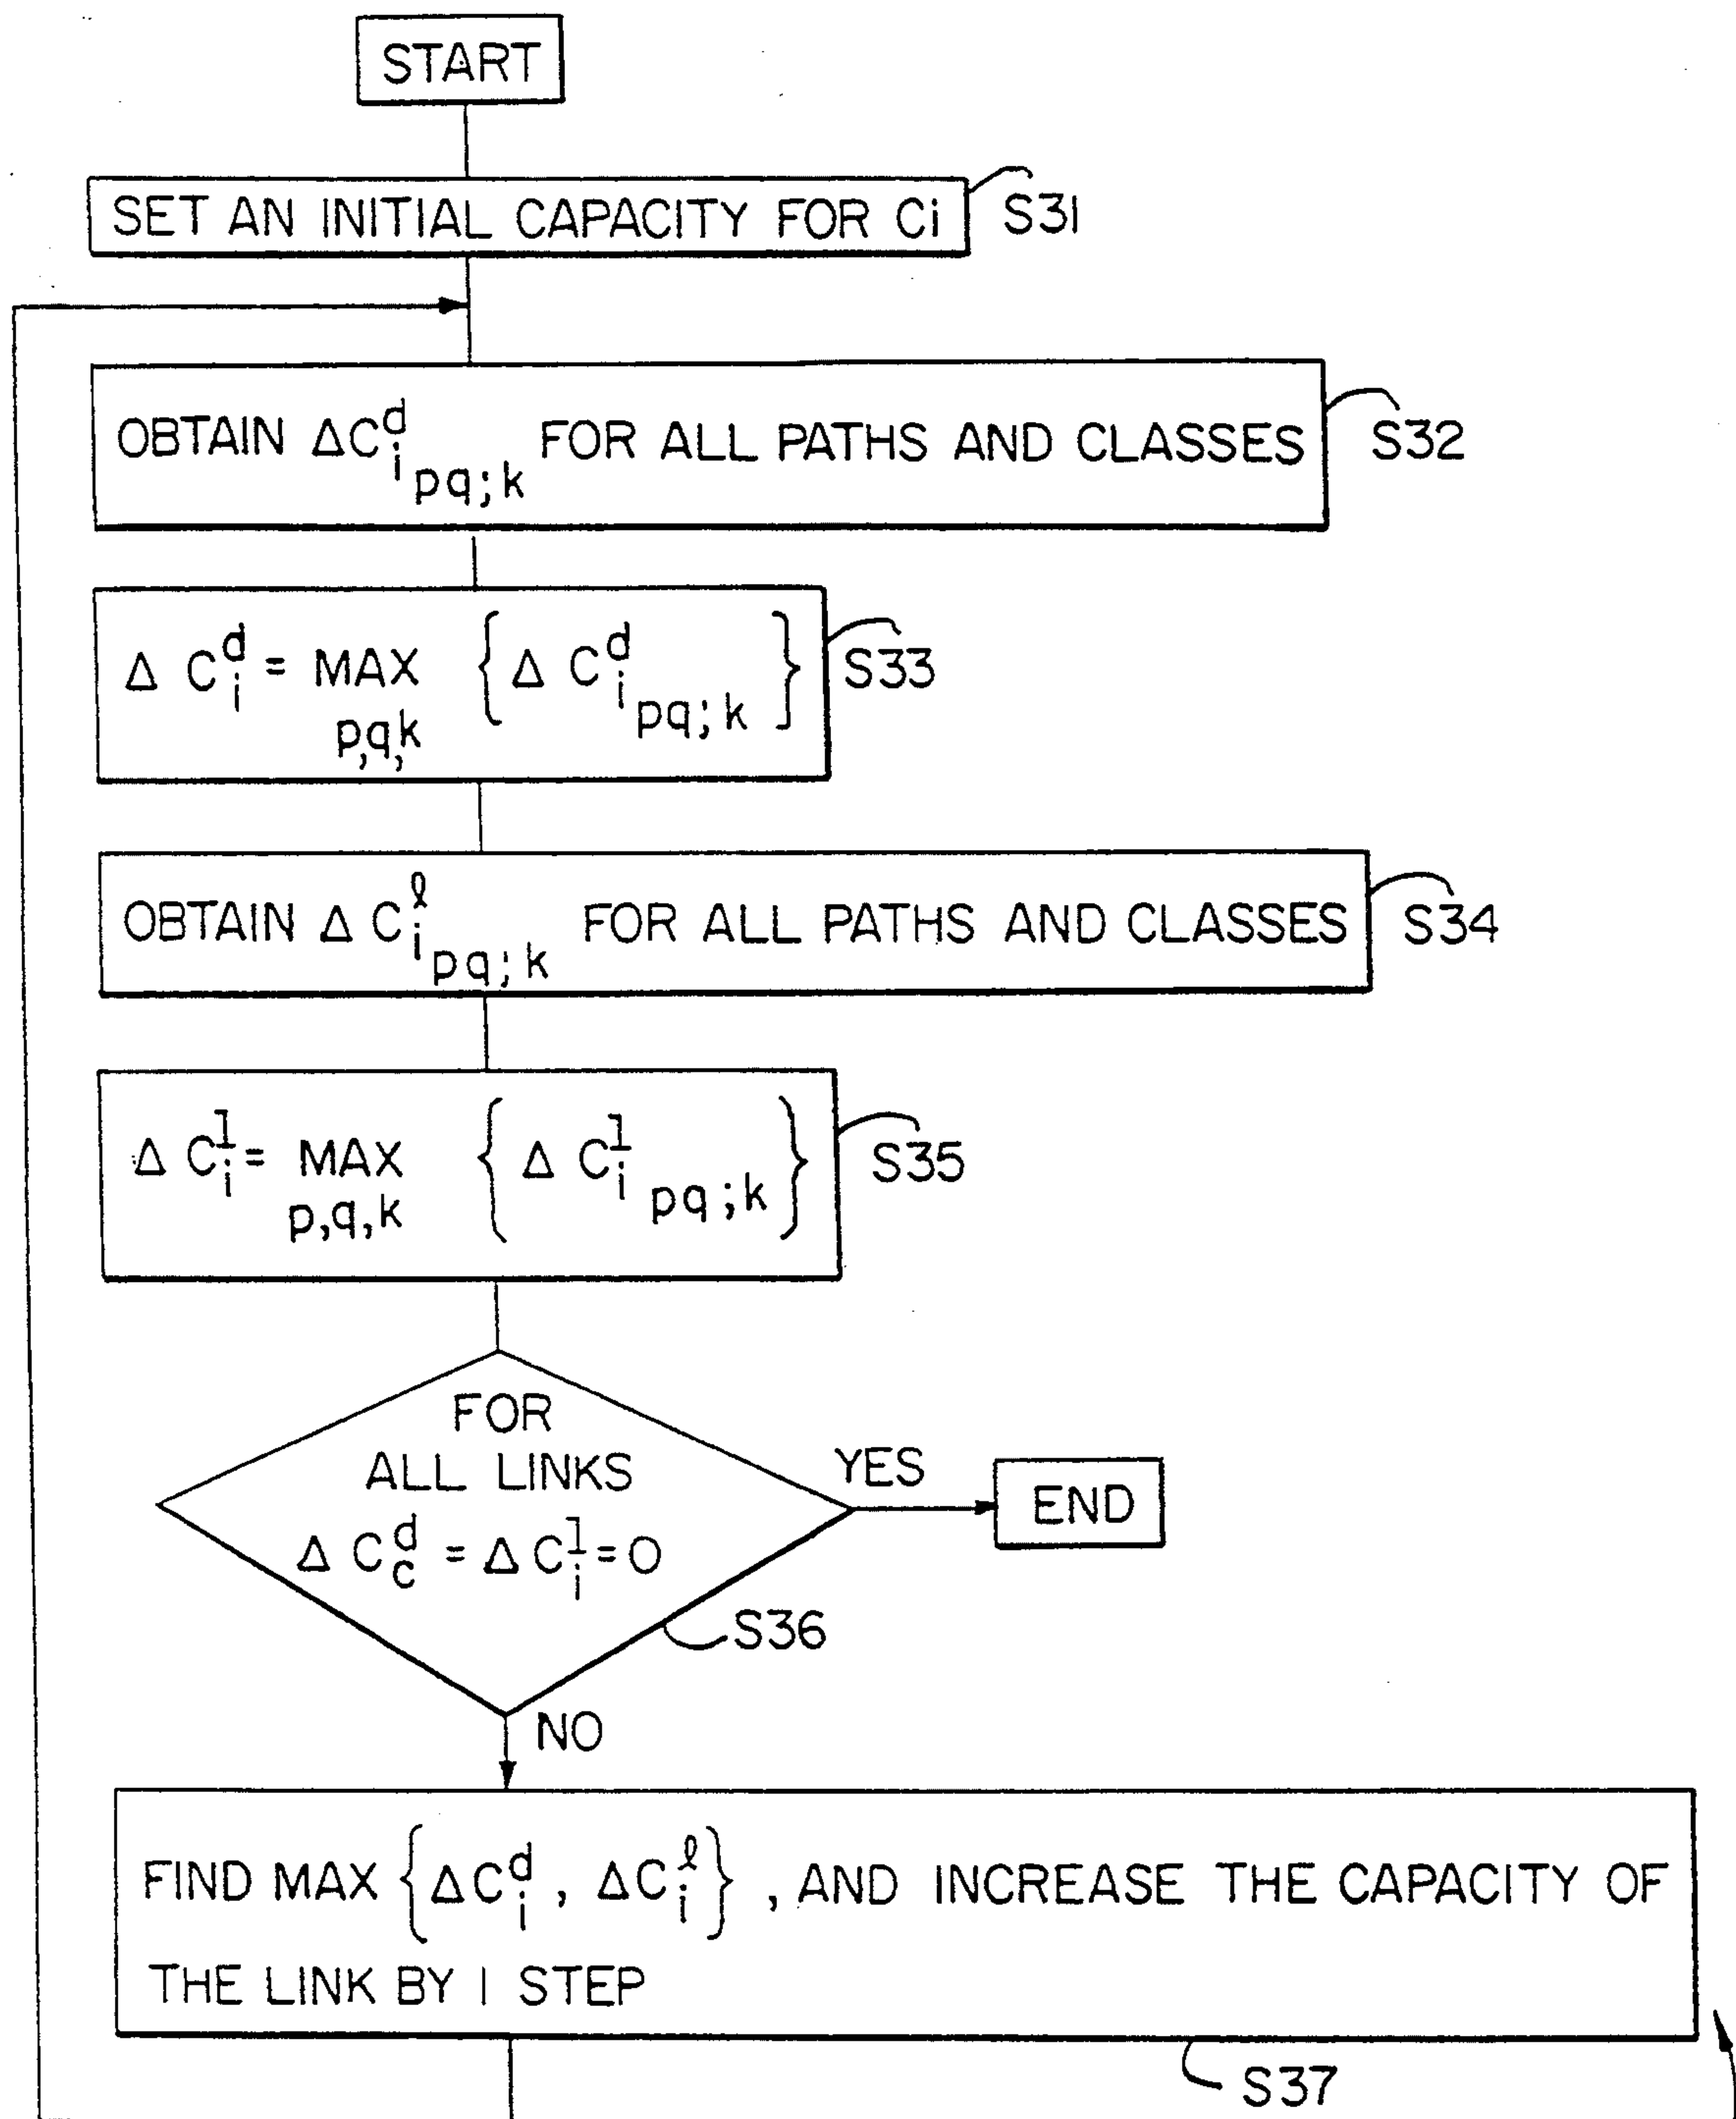 START
SET AN INITIAL CAPACITY FOR Ci
S31
OBTAIN ΔC^d_i pq;k FOR ALL PATHS AND CLASSES
S32
Δ C^d_i = MAX p,q,k { Δ C^d_i pq;k }
S33
OBTAIN Δ C^ℓ_i pq;k FOR ALL PATHS AND CLASSES
S34
Δ C^l_i = MAX p,q,k { Δ C^l_i pq;k }
S35
FOR
ALL LINKS
Δ C^d_c = Δ C^l_i = 0
YES
END
S36
NO
FIND MAX { ΔC^d_i, ΔC^ℓ_i }, AND INCREASE THE CAPACITY OF
THE LINK BY 1 STEP
S37